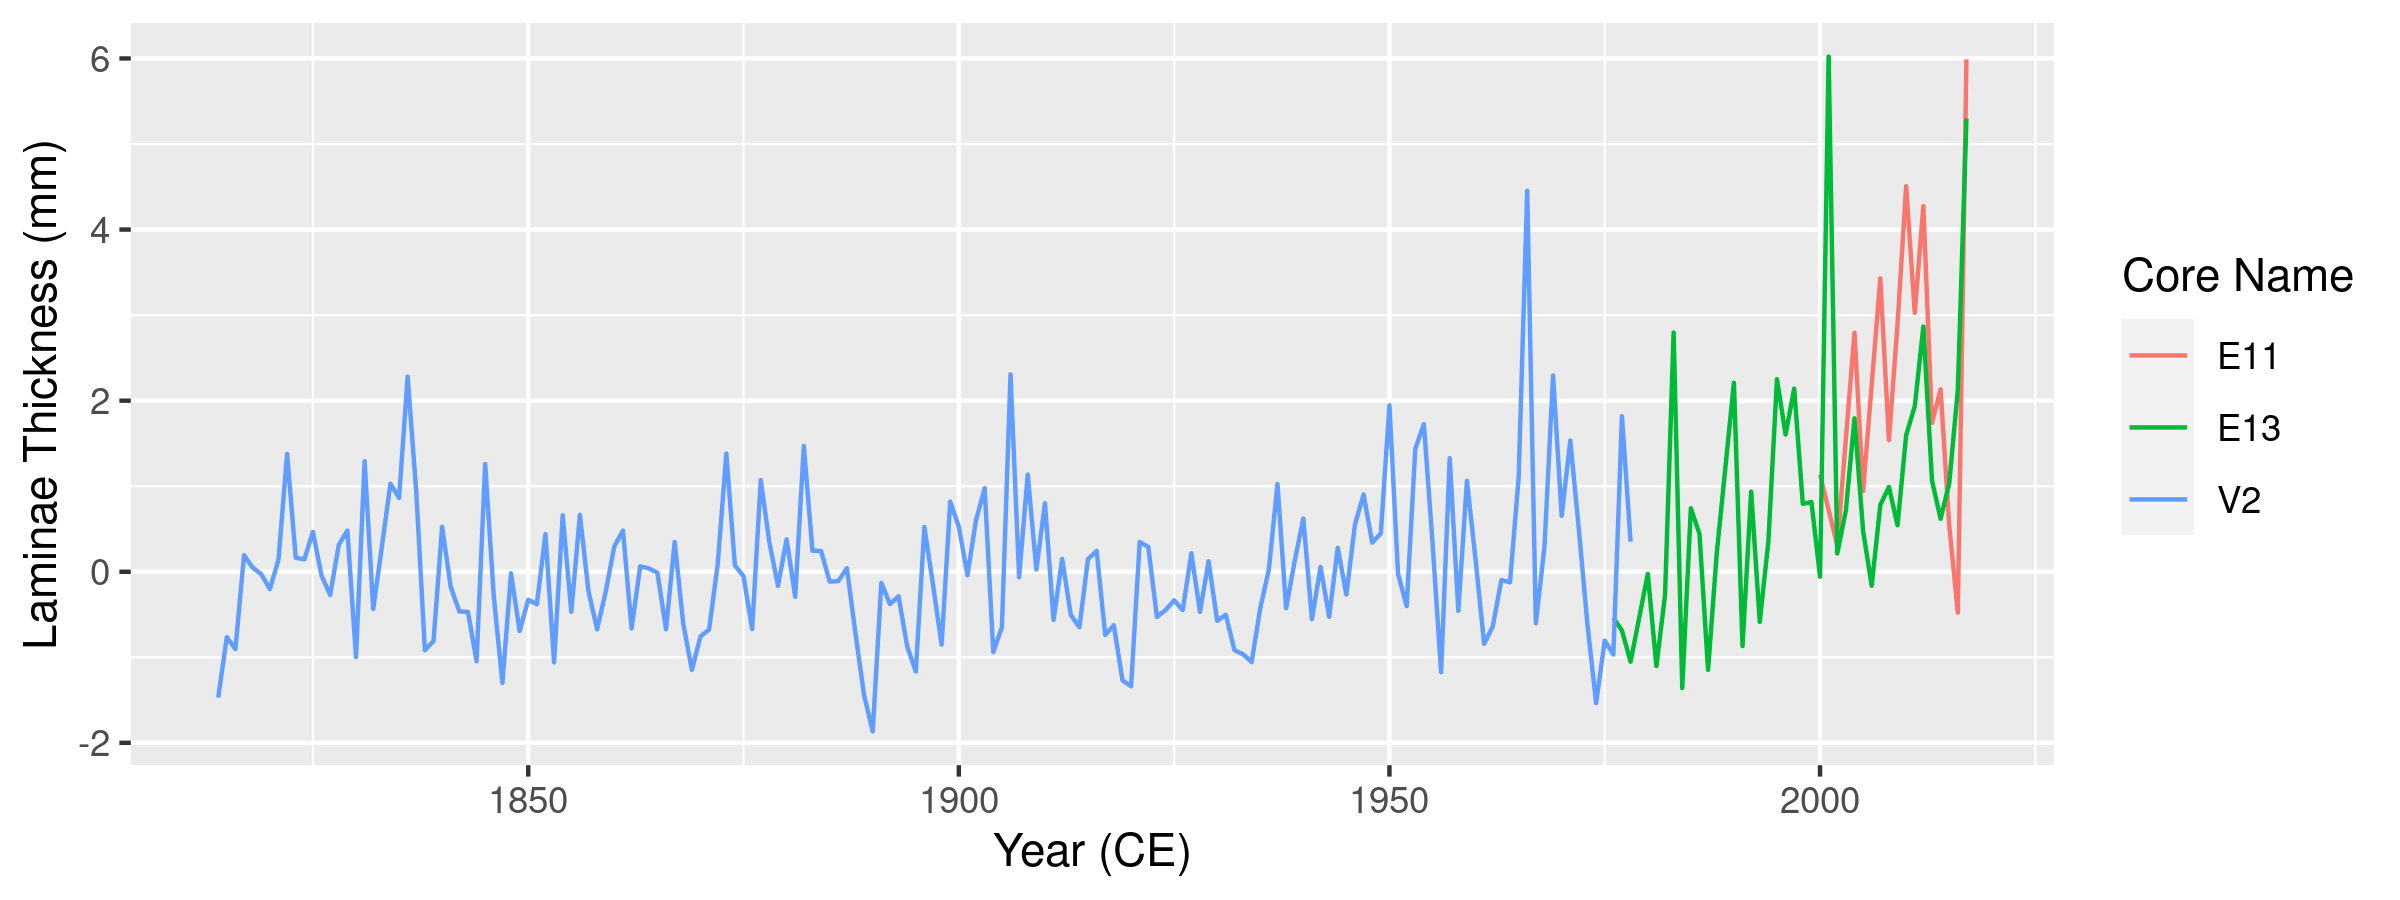 6
4
2
0
-2
Laminae Thickness (mm)
1850
1900
1950
2000
Year (CE)
Core Name
E11
E13
V2